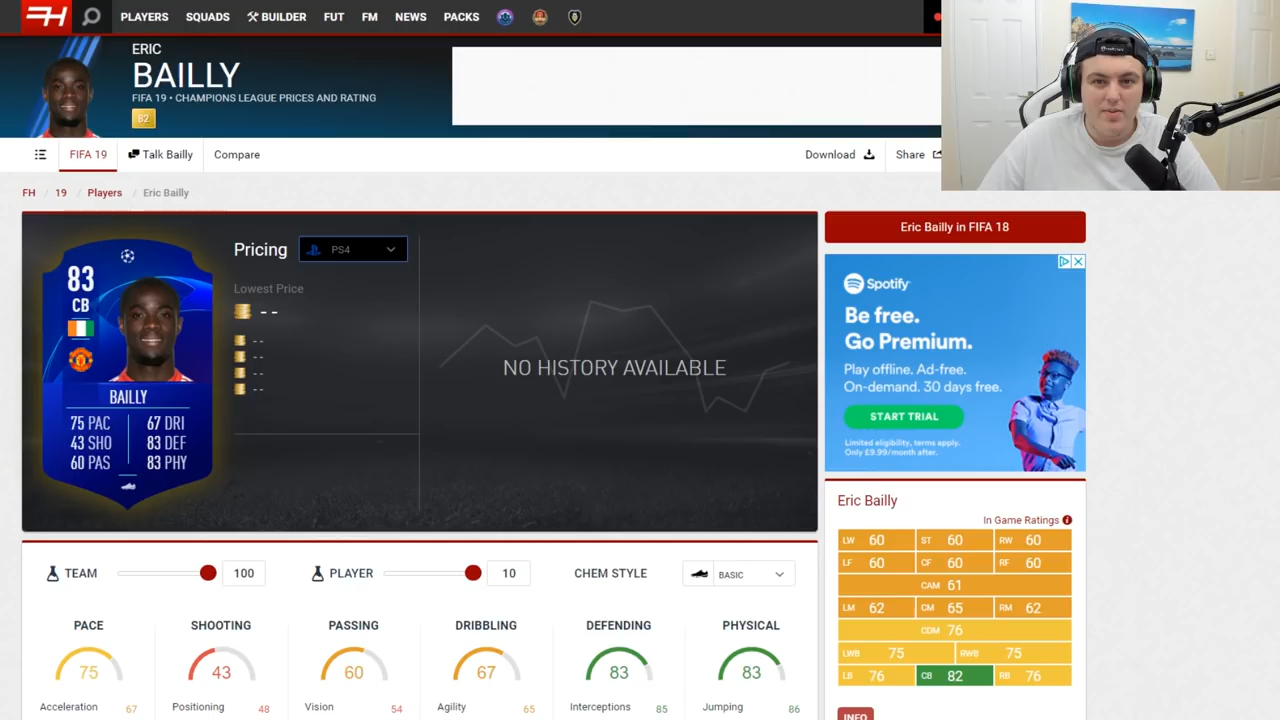 FH PLAYERS SQUADS BUILDER FUT FM NEWS PACKS
ERIC
BAILLY
FIFA 19 • CHAMPIONS LEAGUE PRICES AND RATING
82
FIFA 19 Talk Bailly Compare Download Share
FH / 19 / Players / Eric Bailly
83
CB
BAILLY
75 PAC 67 DRI
43 SHO 83 DEF
60 PAS 83 PHY
Pricing PS4
Lowest Price
- -
- -
- -
- -
- -
NO HISTORY AVAILABLE
Eric Bailly in FIFA 18
Spotify
Be free.
Go Premium.
Play offline. Ad-free.
On-demand. 30 days free.
START TRIAL
Limited eligibility, terms apply.
Only £9.99/month after.
Eric Bailly
In Game Ratings
LW 60 ST 60 RW 60
LF 60 CF 60 RF 60
CAM 61
LM 62 CM 65 RM 62
CDM 76
LWB 75 RWB 75
LB 76 CB 82 RB 76
INFO
TEAM 100 PLAYER 10 CHEM STYLE BASIC
PACE SHOOTING PASSING DRIBBLING DEFENDING PHYSICAL
75 43 60 67 83 83
Acceleration 67 Positioning 48 Vision 54 Agility 65 Interceptions 85 Jumping 86